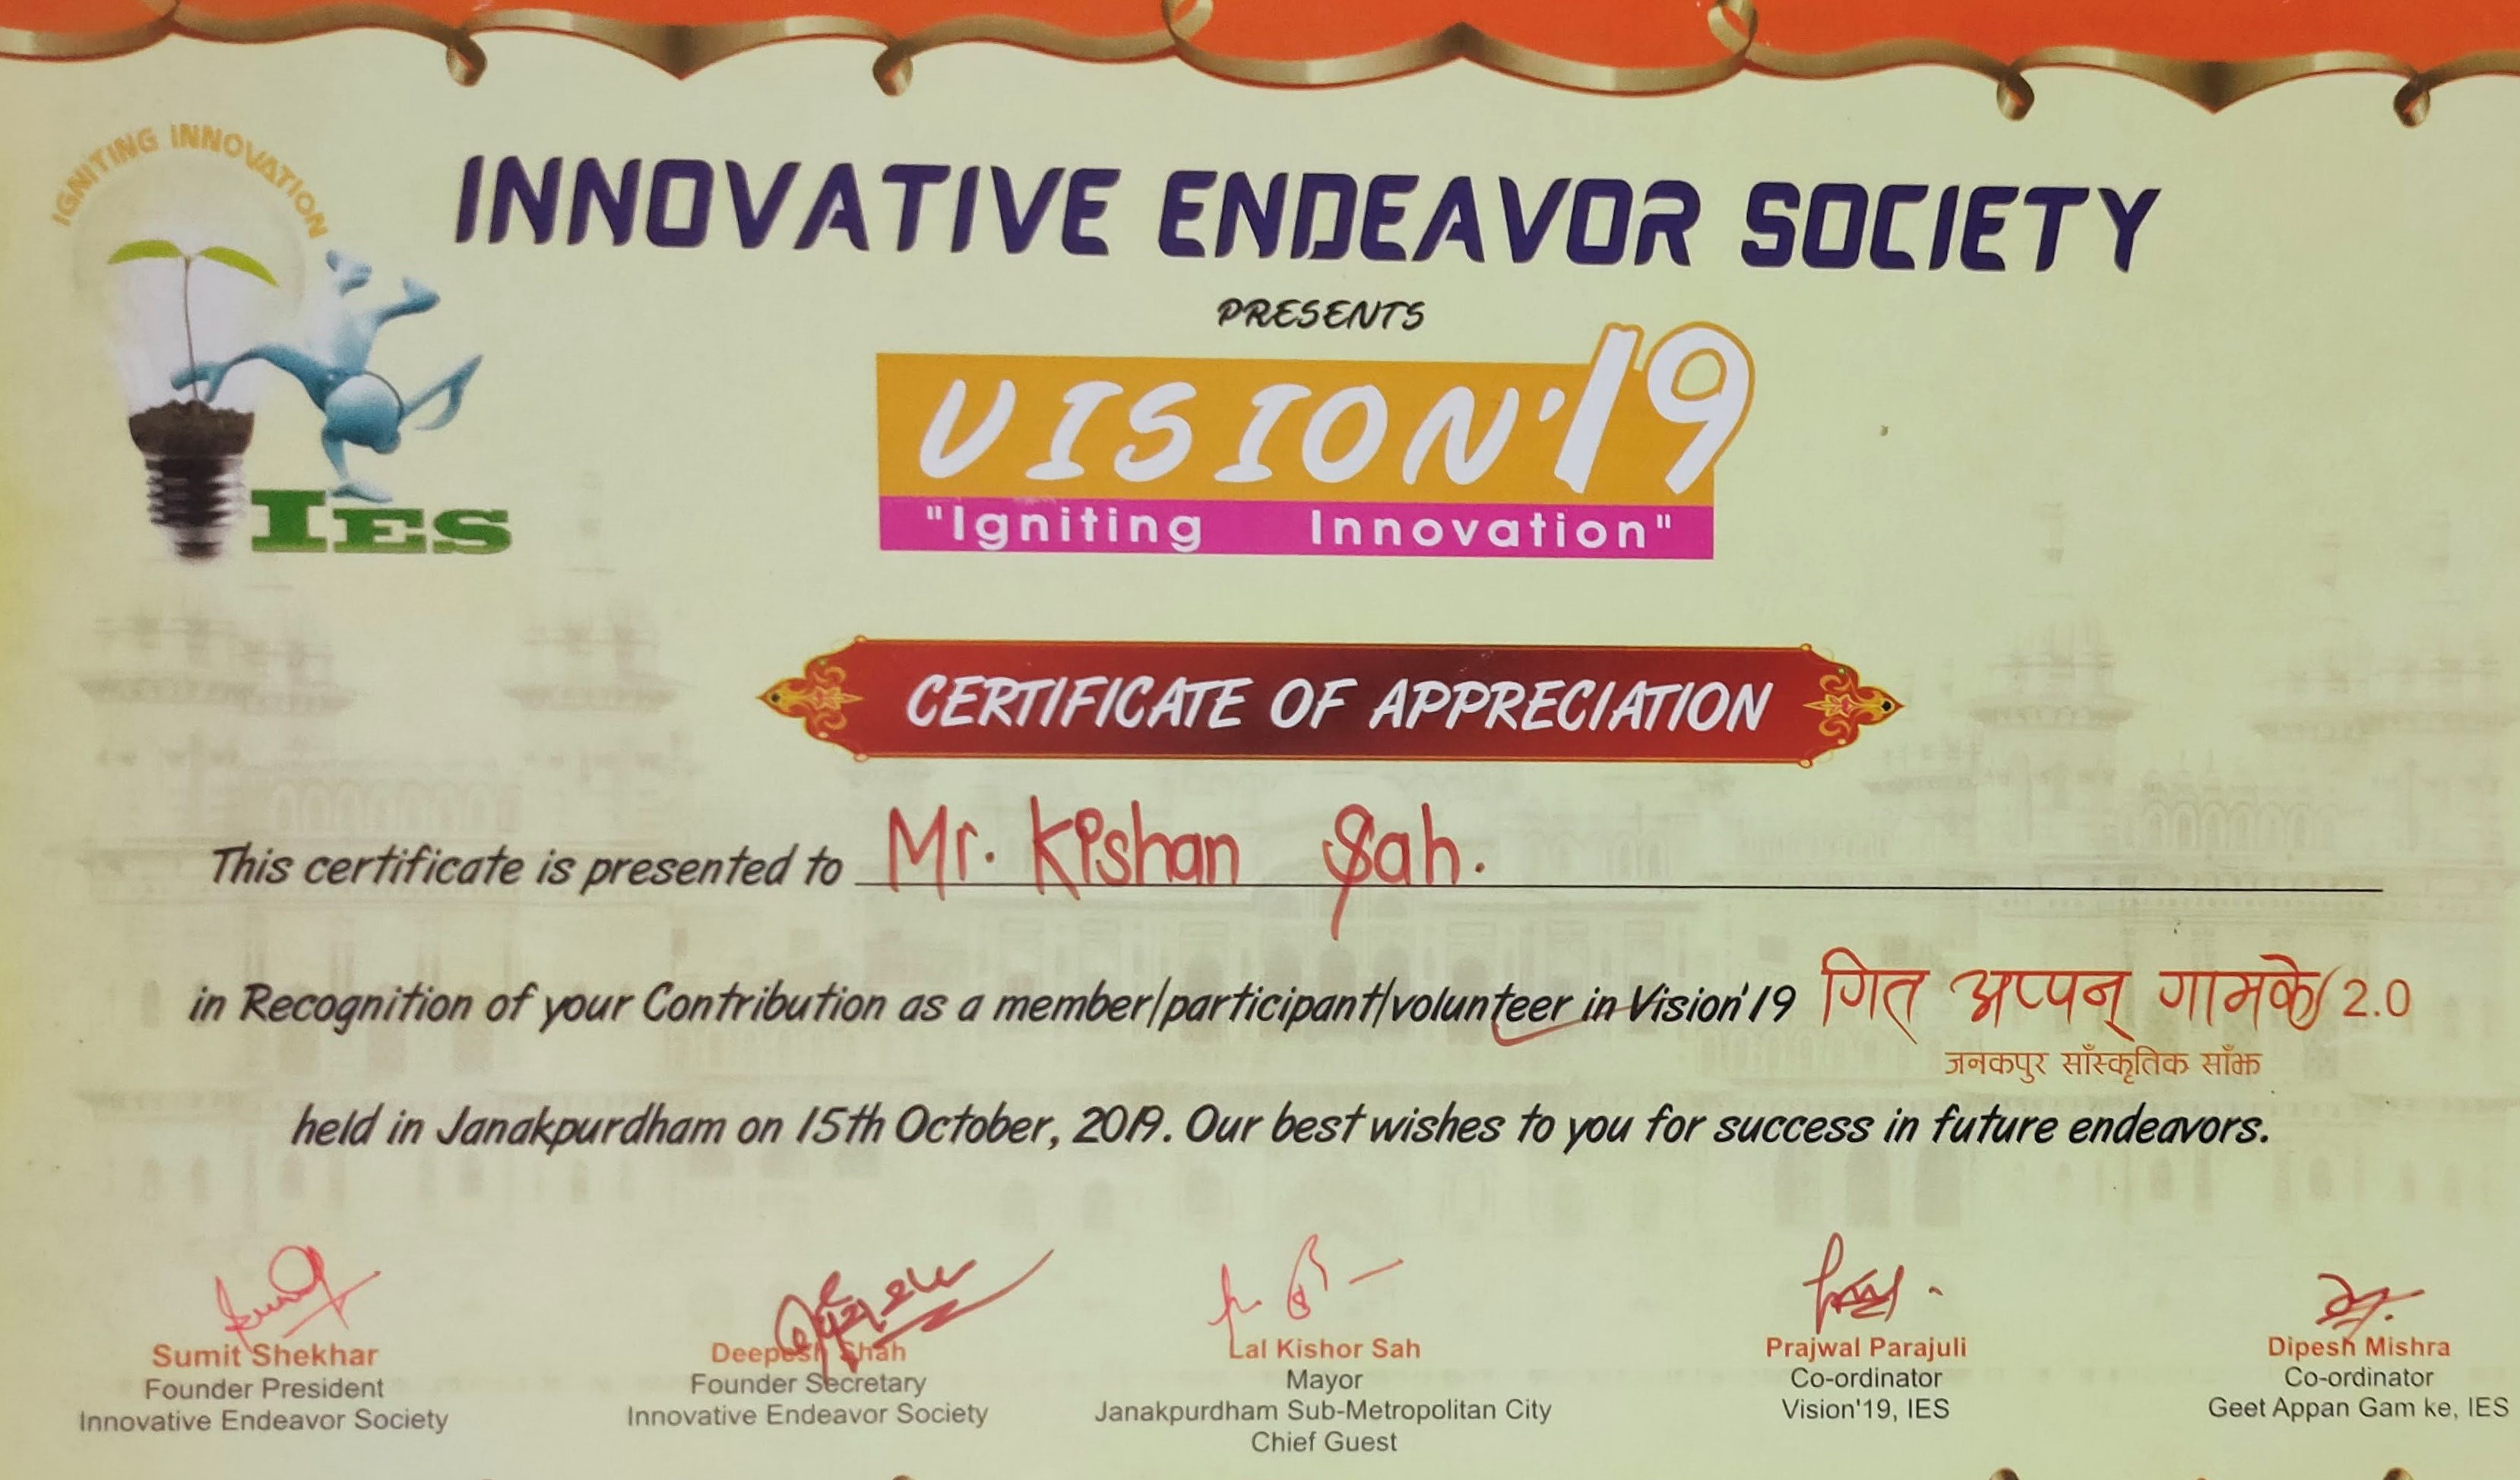 IGNITING INNOVATION
IES
INNOVATIVE ENDEAVOR SOCIETY
PRESENTS
VISION'19
"Igniting Innovation"
CERTIFICATE OF APPRECIATION
This certificate is presented to Mr. Kishan Sah.
in Recognition of your Contribution as a member/participant/volunteer in Vision'19 गित अप्पन् गामके 2.0
जनकपुर साँस्कृतिक साँझ
held in Janakpurdham on 15th October, 2019. Our best wishes to you for success in future endeavors.
Sumit Shekhar
Founder President
Innovative Endeavor Society
Deepesh Shah
Founder Secretary
Innovative Endeavor Society
Lal Kishor Sah
Mayor
Janakpurdham Sub-Metropolitan City
Chief Guest
Prajwal Parajuli
Co-ordinator
Vision'19, IES
Dipesh Mishra
Co-ordinator
Geet Appan Gam ke, IES